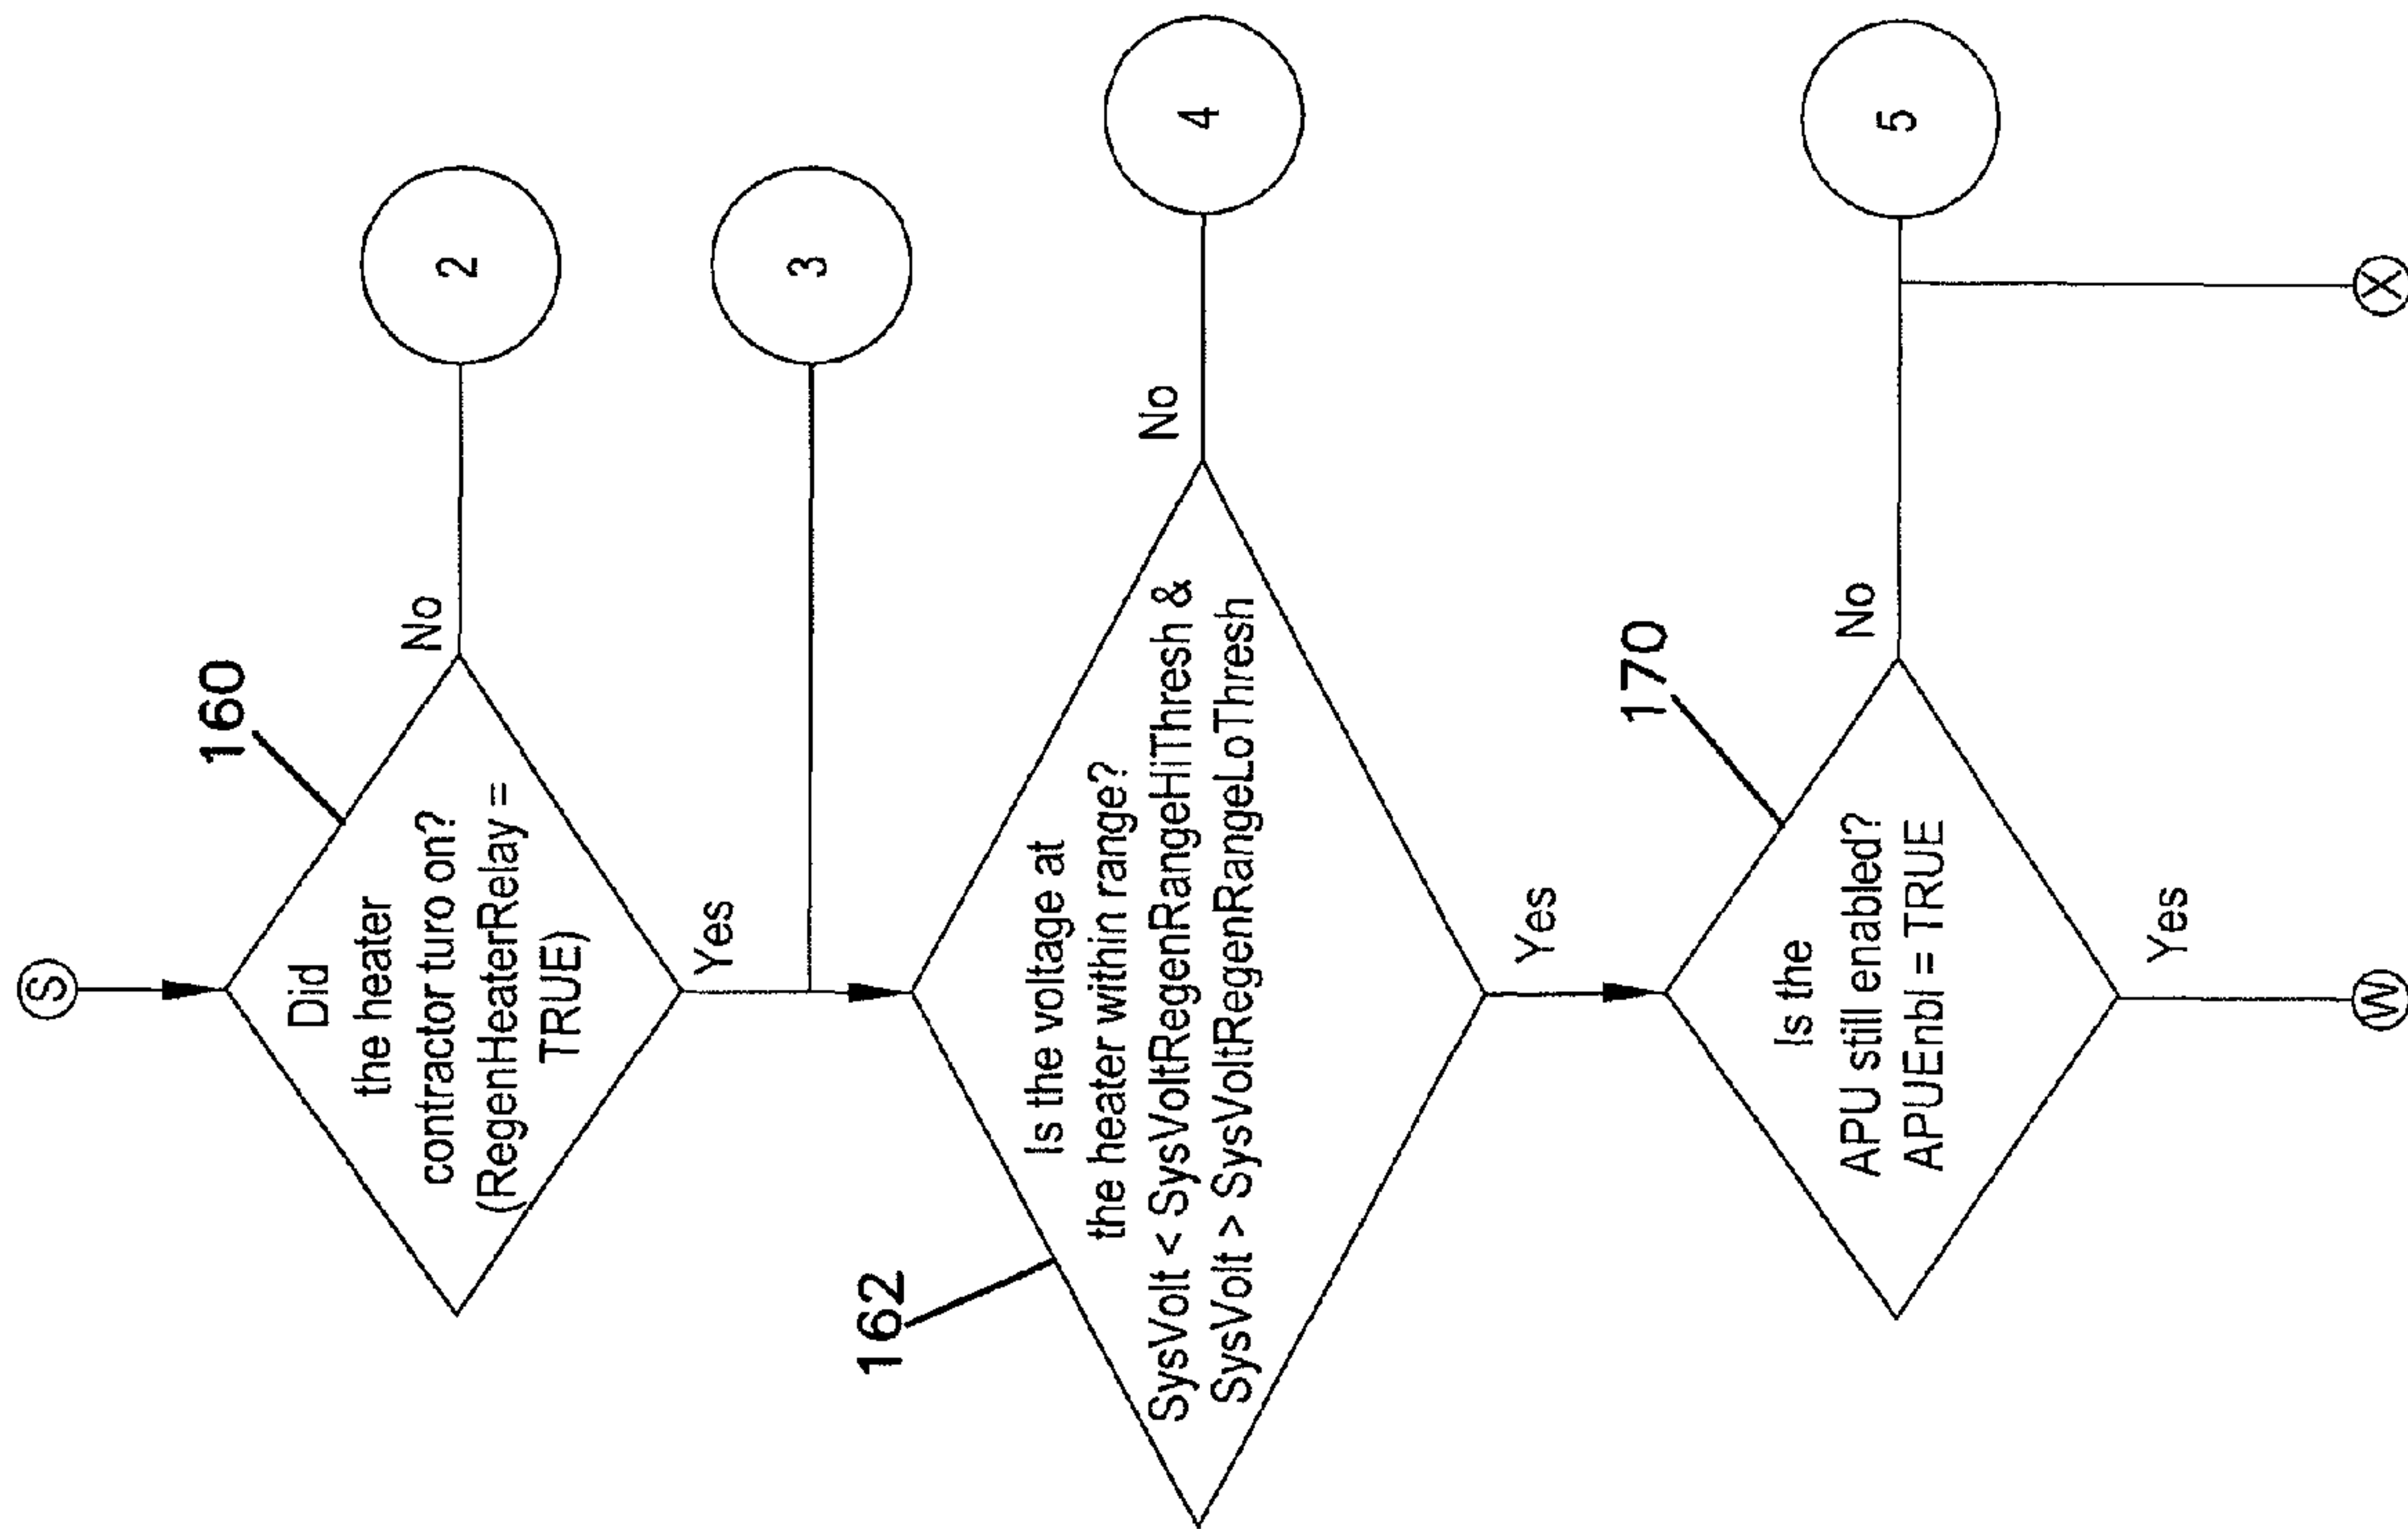 S
160
Did
the heater
contractor turo on?
(RegenHeaterRelay =
TRUE)
No
2
Yes
3
162
Is the voltage at
the heater within range?
SysVolt < SysVoltRegenRangeHiThresh &
SysVolt > SysVoltRegenRangeLoThresh
No
4
Yes
170
Is the
APU still enabled?
APUEnbl = TRUE
No
5
Yes
W
X